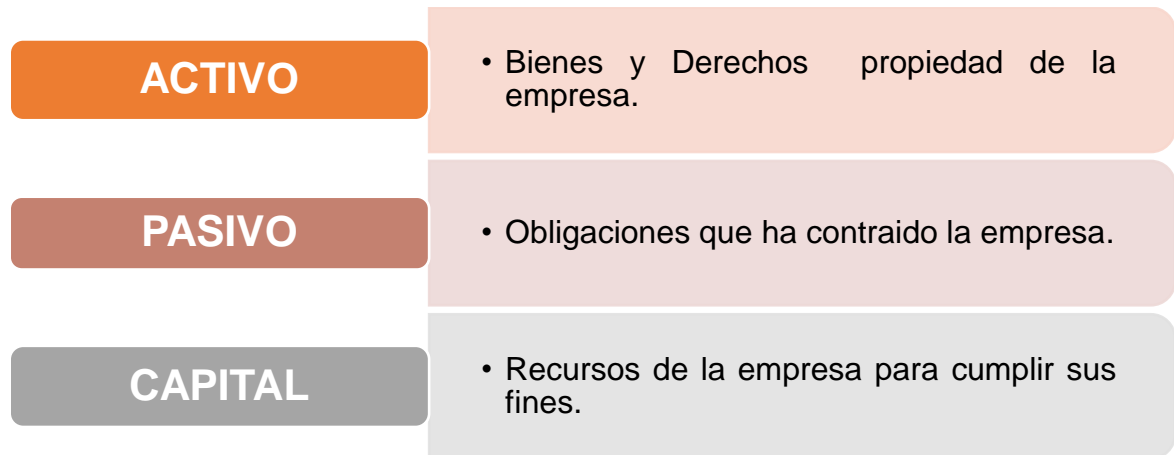 ACTIVO
• Bienes y Derechos propiedad de la
empresa.
PASIVO
• Obligaciones que ha contraido la empresa.
CAPITAL
• Recursos de la empresa para cumplir sus
fines.